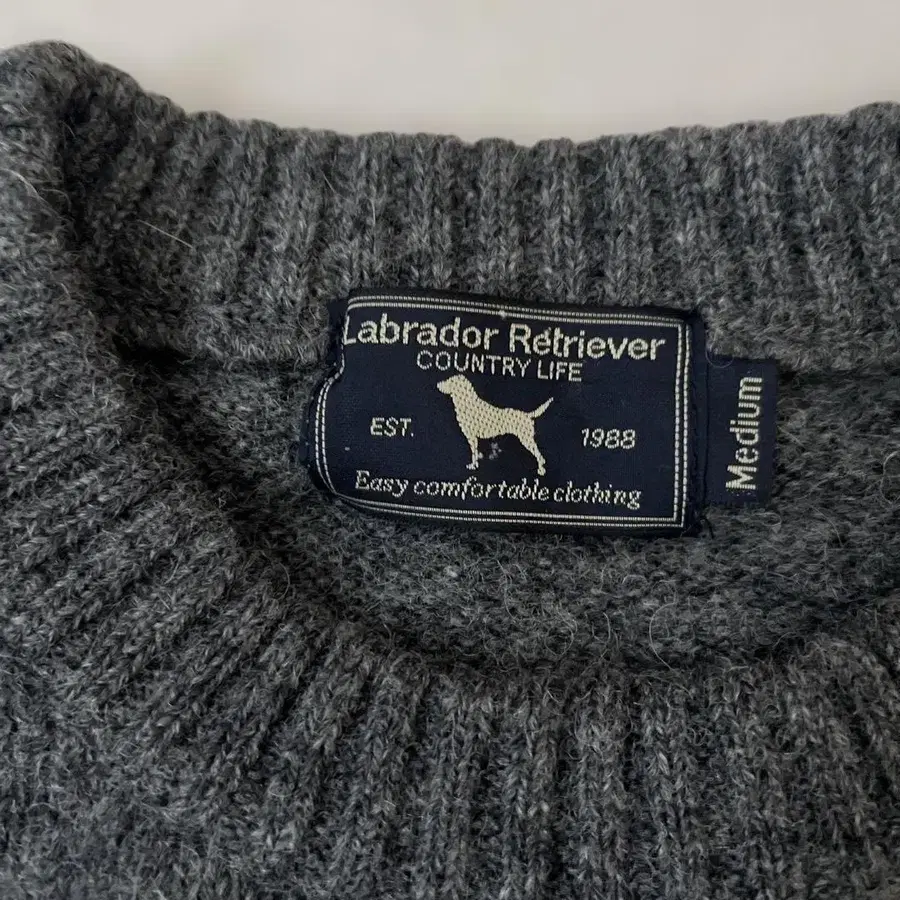 Labrador Retriever
COUNTRY LIFE
EST. 1988
Easy comfortable clothing
Medium